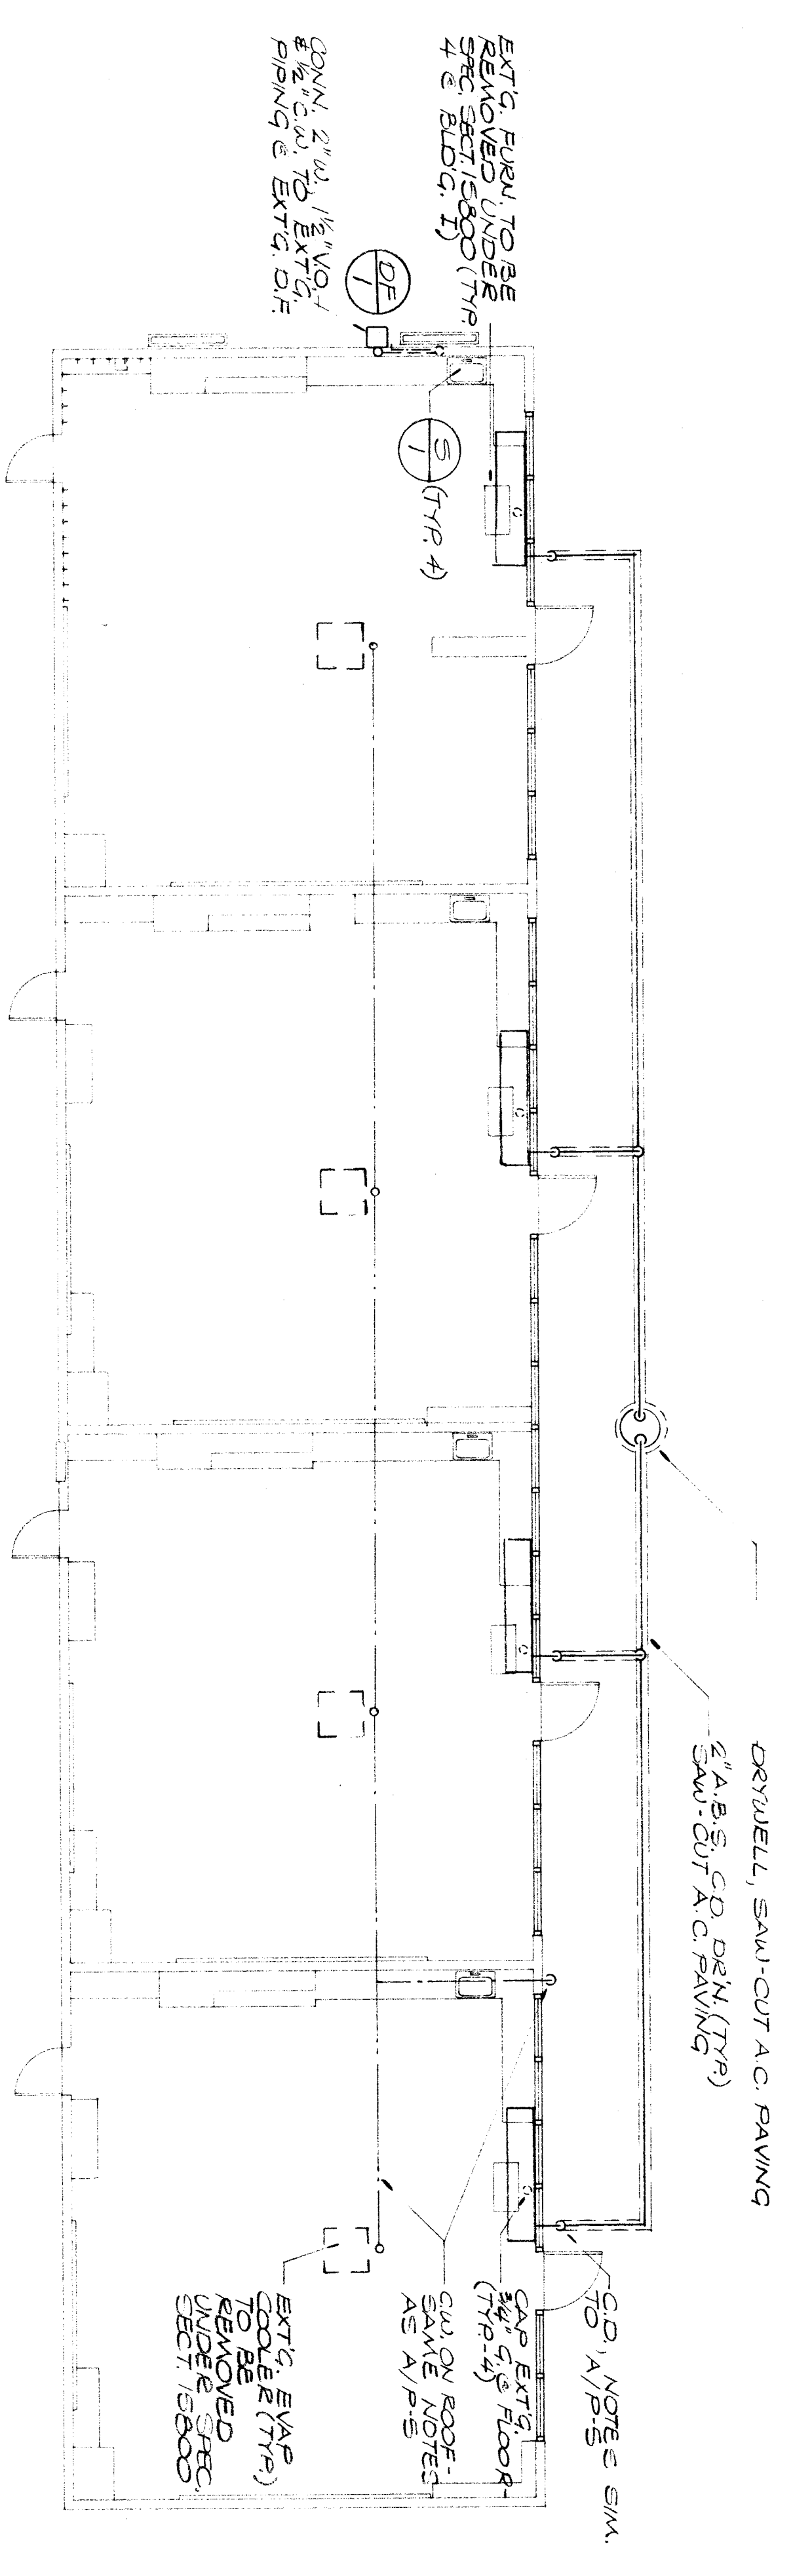 EXT'G. FURN. TO BE
REMOVED UNDER
SPEC. SECT. 15800 (TYP.
4 @ BLDG. I)
CONN. 2" W., 1½" V.O.+
& ½" C.W. TO EXT'G.
PIPING @ EXT'G. D.F.
DF
1
S
1
(TYP. 4)
DRYWELL, SAW-CUT A.C. PAVING
2" A.B.S. C.D. DR'N. (TYP.)
SAW-CUT A.C. PAVING
C.D., NOTES SIM.
TO A/P-5
CAP EXT'G.
¾" G. @ FLOOR
(TYP.-4)
C.W. ON ROOF-
SAME NOTES
AS A/P-5
EXT'G. EVAP
COOLER (TYP.)
TO BE
REMOVED
UNDER SPEC.
SECT. 15800